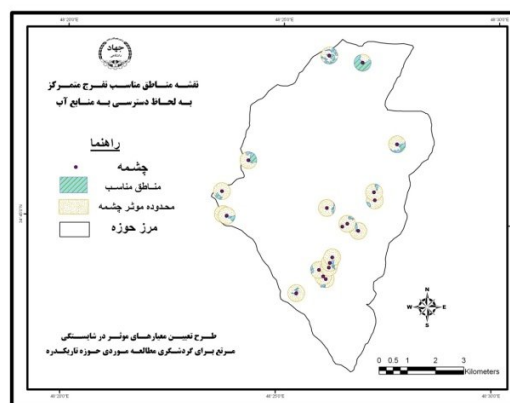 جهاد
نقشه مناطق مناسب تفرج متمرکز
به لحاظ دسترسی به منابع آب
راهنما
چشمه
مناطق مناسب
محدوده موثر چشمه
مرز حوزه
طرح تعیین معیارهای موثر در شایستگی
مرتع برای گردشگری مطالعه موردی حوزه تاریکدره
N
W E
S
0 0.5 1 2 3
Kilometers